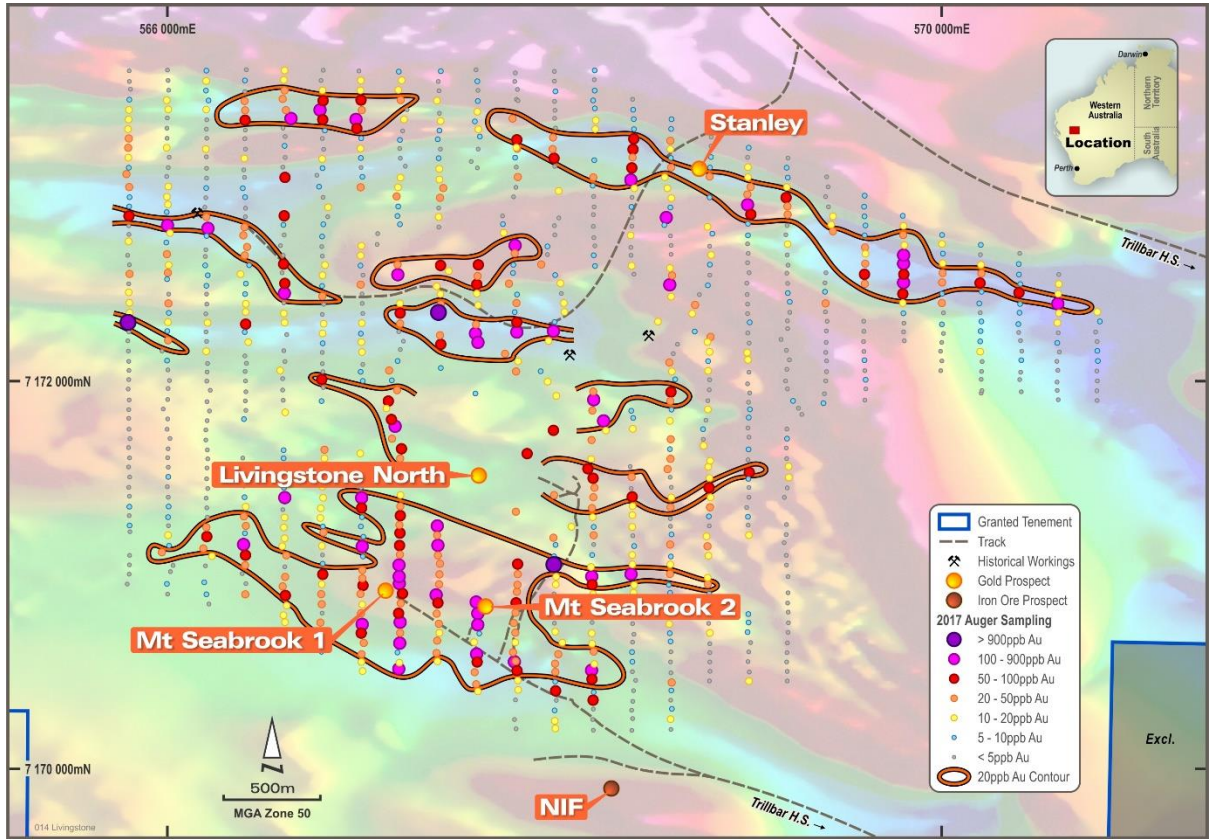 566 000mE
570 000mE
Darwin
Western
Australia
Northern
Territory
South
Australia
Location
Perth
Stanley
Trillbar H.S. →
7 172 000mN
Livingstone North
Mt Seabrook 1
Mt Seabrook 2
Granted Tenement
Track
Historical Workings
Gold Prospect
Iron Ore Prospect
2017 Auger Sampling
> 900ppb Au
100 - 900ppb Au
50 - 100ppb Au
20 - 50ppb Au
10 - 20ppb Au
5 - 10ppb Au
< 5ppb Au
20ppb Au Contour
Excl.
7 170 000mN
N
500m
MGA Zone 50
NIF
Trillbar H.S. →
014 Livingstone